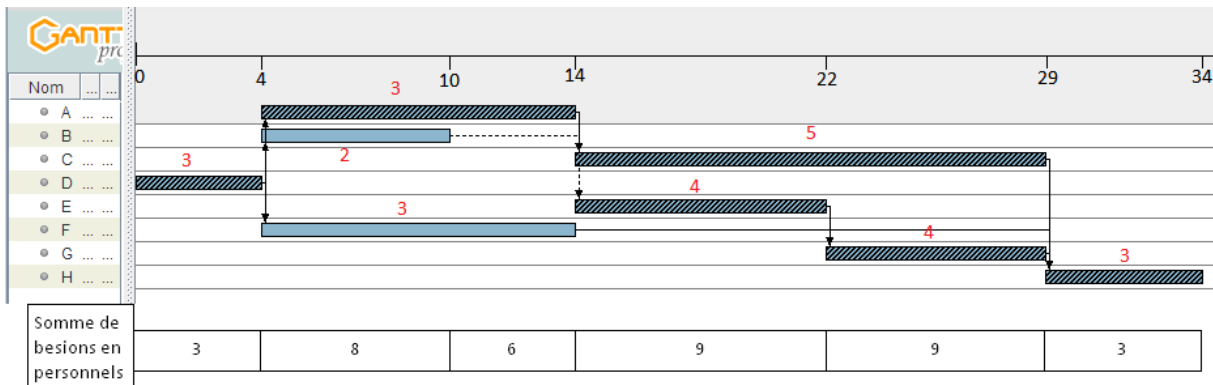 GANTT
pro
0 4 10 14 22 29 34
Nom ... ...
3
A ... ...
B ... ...
5
3
C ... ...
2
D ... ...
4
E ... ...
3
F ... ...
4
G ... ...
3
H ... ...
Somme de
besions en
personnels
3 8 6 9 9 3